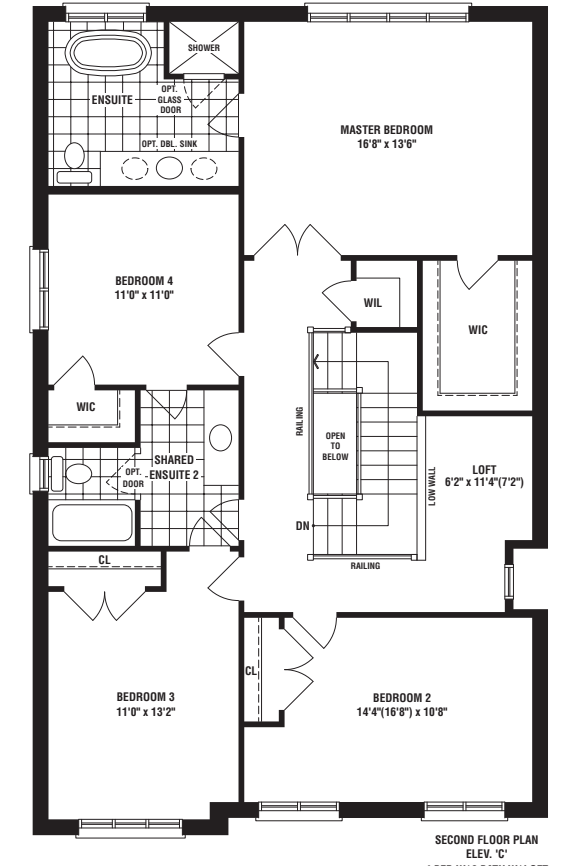 SHOWER
OPT.
GLASS
DOOR
ENSUITE
OPT. DBL. SINK
MASTER BEDROOM
16'8" x 13'6"
BEDROOM 4
11'0" x 11'0"
WIL
WIC
WIC
RAILING
OPEN
TO
BELOW
LOW WALL
LOFT
6'2" x 11'4"(7'2")
SHARED
ENSUITE 2
OPT.
DOOR
DN
RAILING
CL
CL
BEDROOM 3
11'0" x 13'2"
BEDROOM 2
14'4"(16'8") x 10'8"
SECOND FLOOR PLAN
ELEV. 'C'